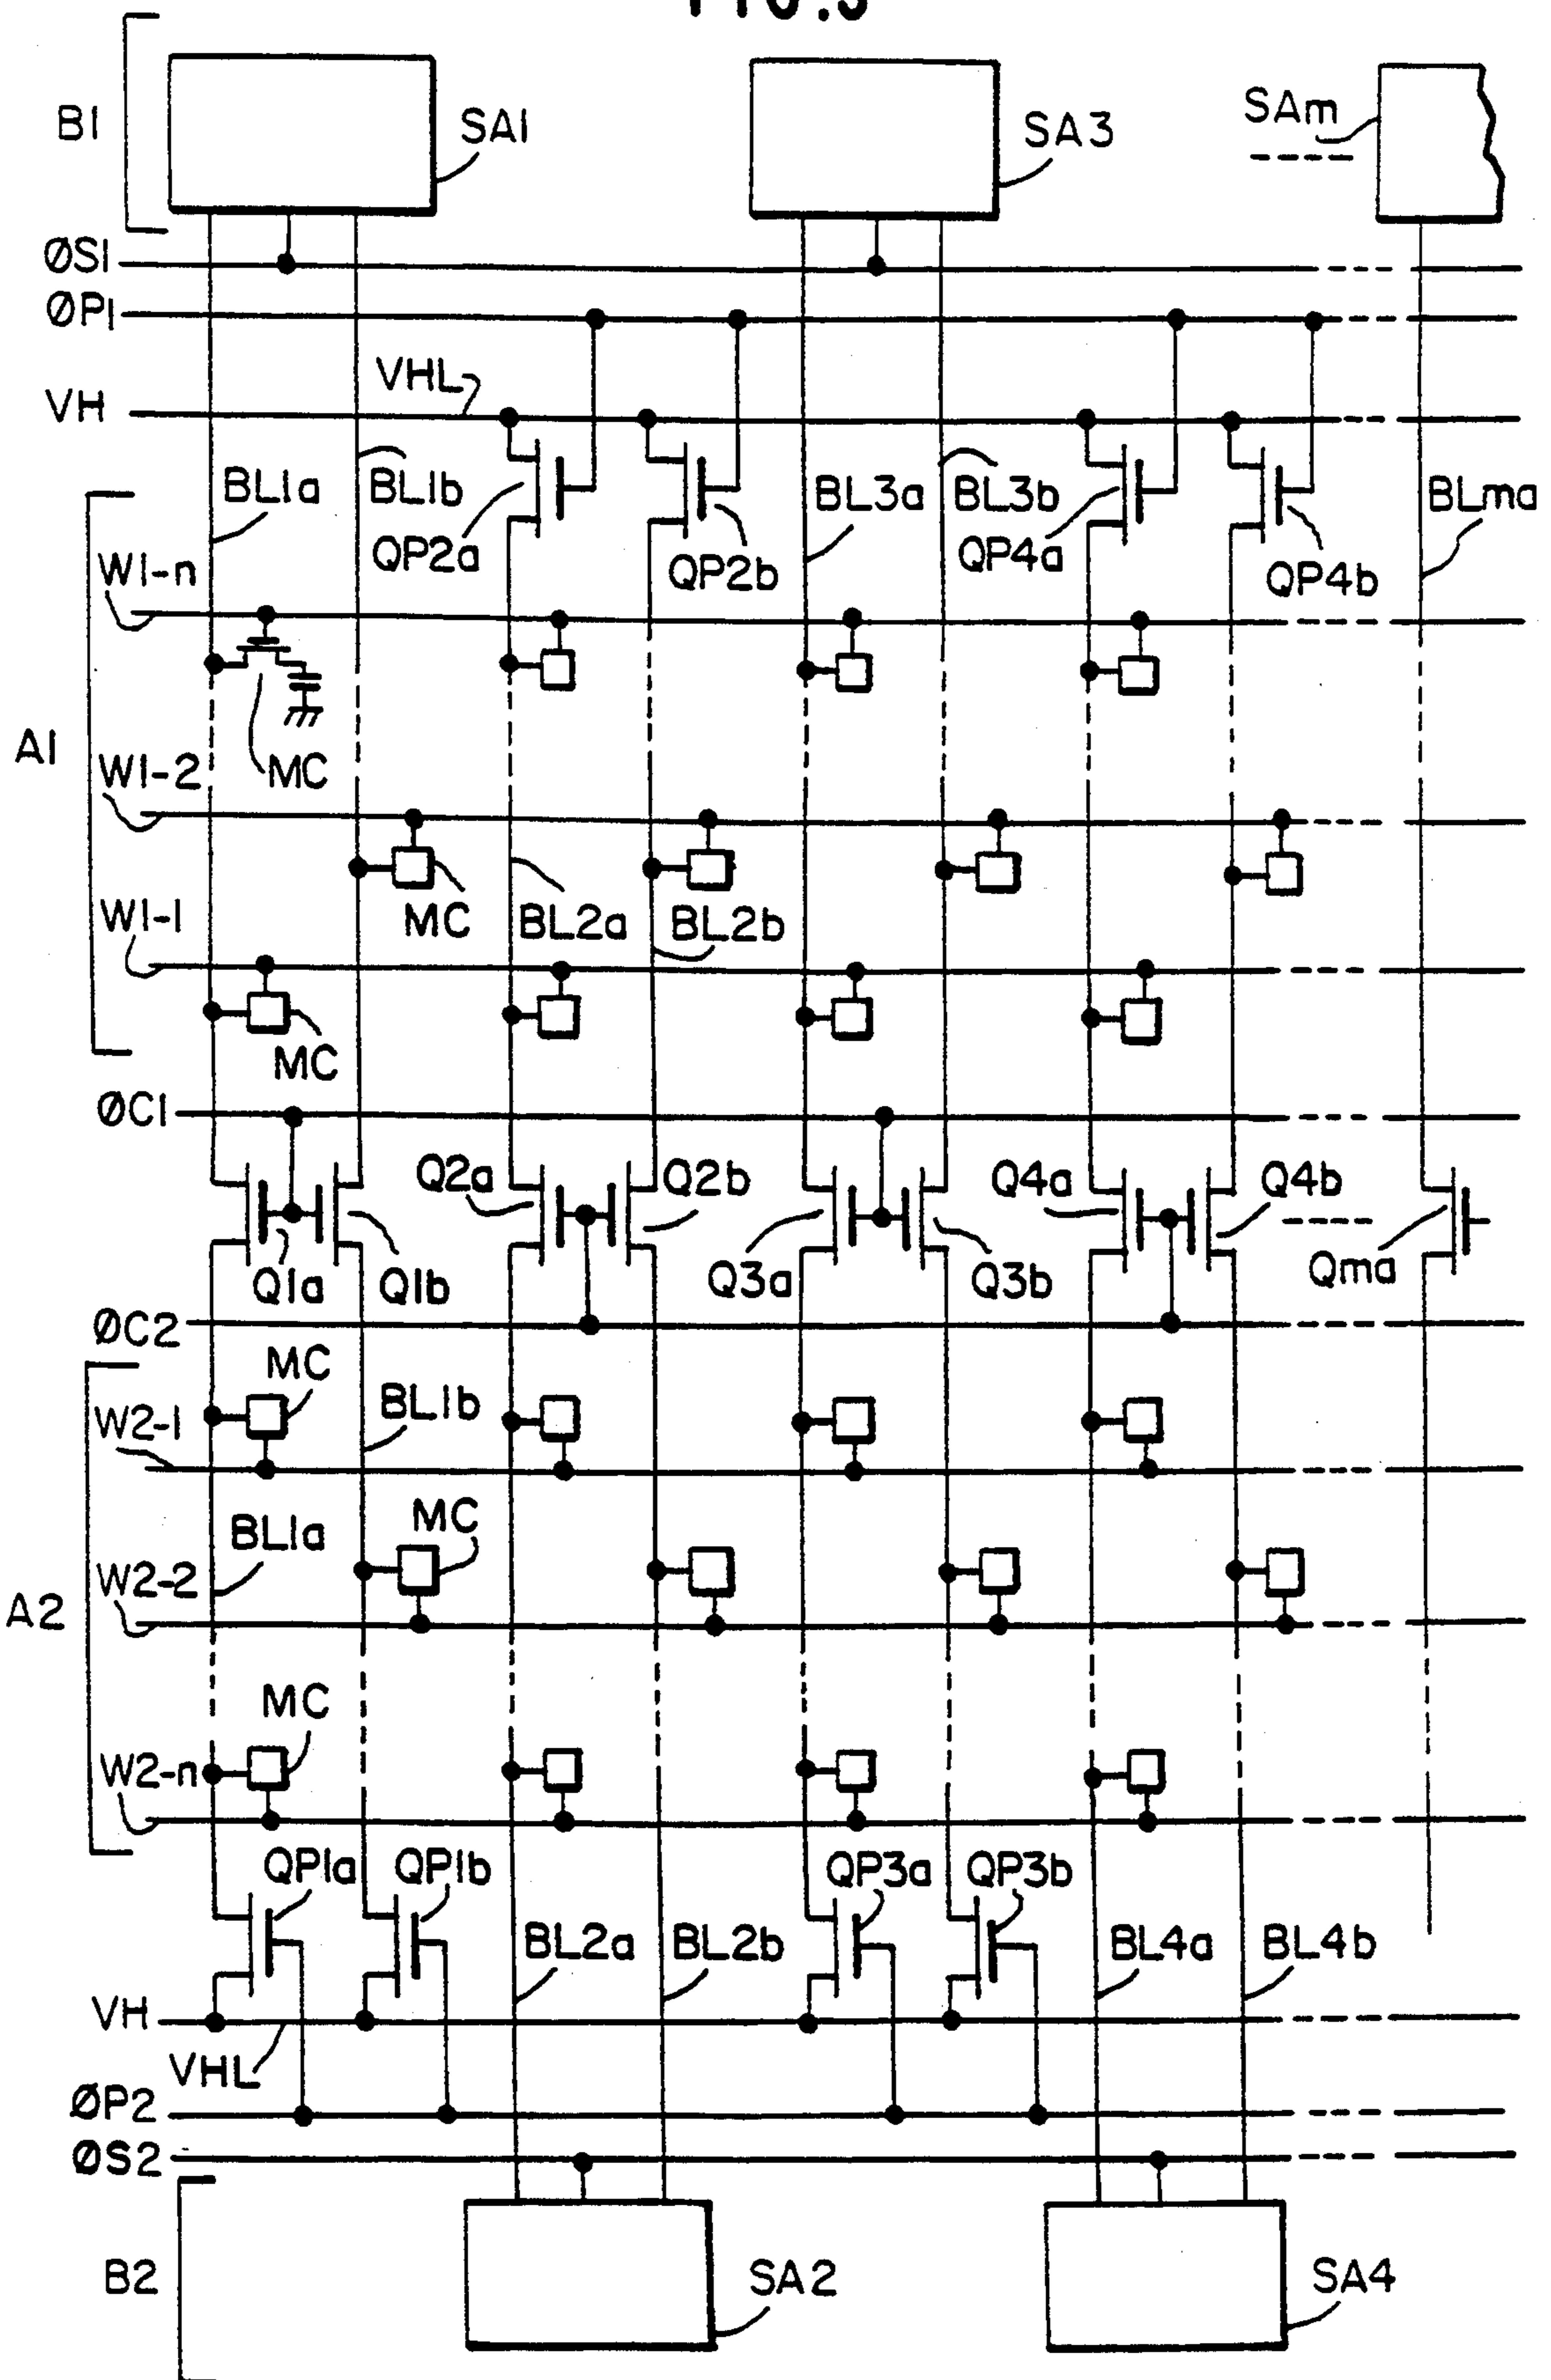 FIG.3
B1
SA1
SA3
SAm
ØS1
ØP1
VHL
VH
BL1a
BL1b
BL3a
BL3b
BLma
QP2a
QP2b
QP4a
QP4b
W1-n
A1
MC
W1-2
MC
BL2a
BL2b
W1-1
MC
ØC1
Q2a
Q2b
Q4a
Q4b
Q1a
Q1b
Q3a
Q3b
Qma
ØC2
MC
BL1b
W2-1
MC
BL1a
W2-2
A2
MC
W2-n
QP1a
QP1b
QP3a
QP3b
BL2a
BL2b
BL4a
BL4b
VH
VHL
ØP2
ØS2
B2
SA2
SA4